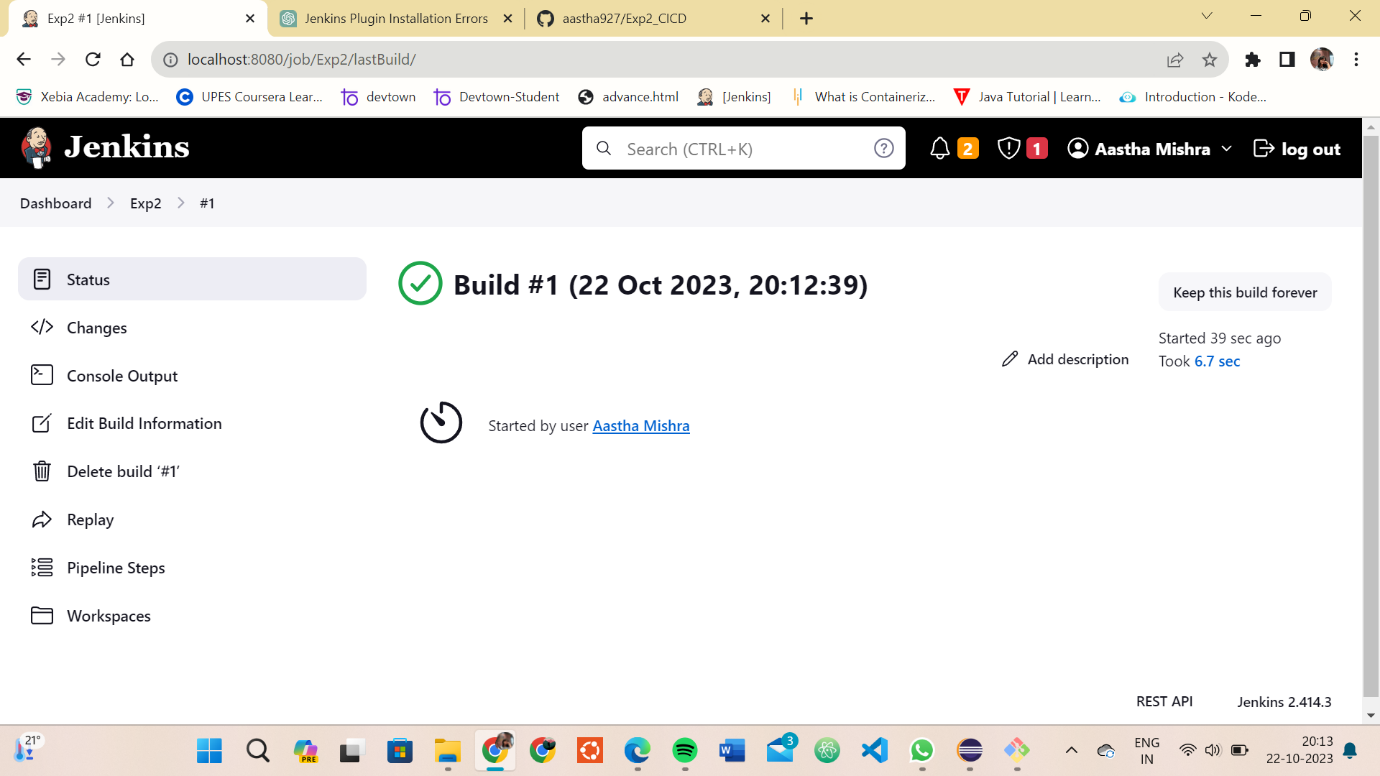 Exp2 #1 [Jenkins]
Jenkins Plugin Installation Errors
aastha927/Exp2_CICD
localhost:8080/job/Exp2/lastBuild/
Xebia Academy: Lo...
UPES Coursera Lear...
devtown
Devtown-Student
advance.html
[Jenkins]
What is Containeriz...
Java Tutorial | Learn...
Introduction - Kode...
Jenkins
Search (CTRL+K)
2
1
Aastha Mishra
log out
Dashboard
Exp2
#1
Status
Changes
Console Output
Edit Build Information
Delete build ‘#1’
Replay
Pipeline Steps
Workspaces
Build #1 (22 Oct 2023, 20:12:39)
Keep this build forever
Started 39 sec ago
Took 6.7 sec
Add description
Started by user Aastha Mishra
REST API
Jenkins 2.414.3
21°
PRE
3
ENG
IN
20:13
22-10-2023